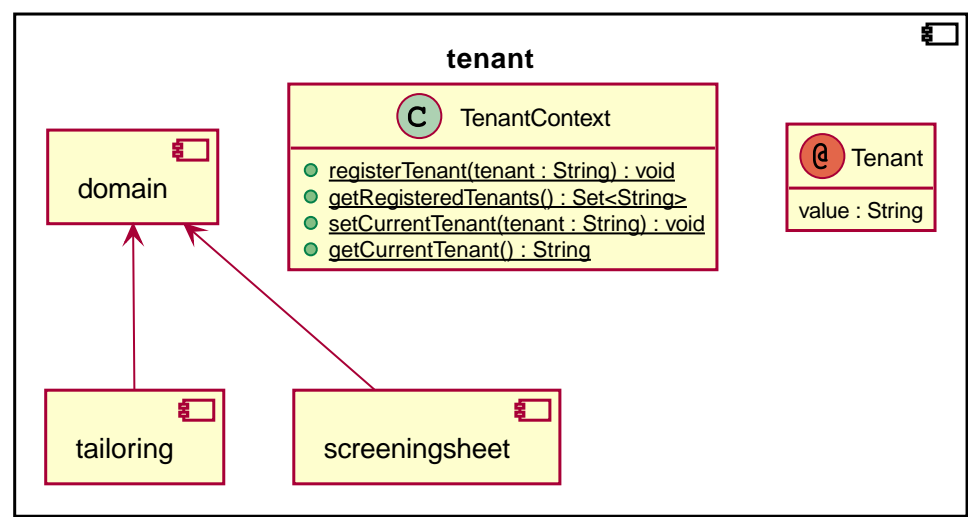 tenant
C TenantContext
registerTenant(tenant : String) : void
getRegisteredTenants() : Set<String>
setCurrentTenant(tenant : String) : void
getCurrentTenant() : String
@ Tenant
value : String
domain
tailoring
screeningsheet